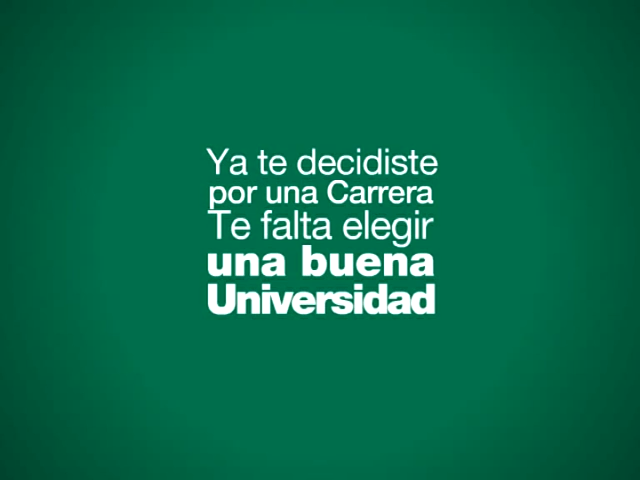 Ya te decidiste
por una Carrera
Te falta elegir
una buena
Universidad